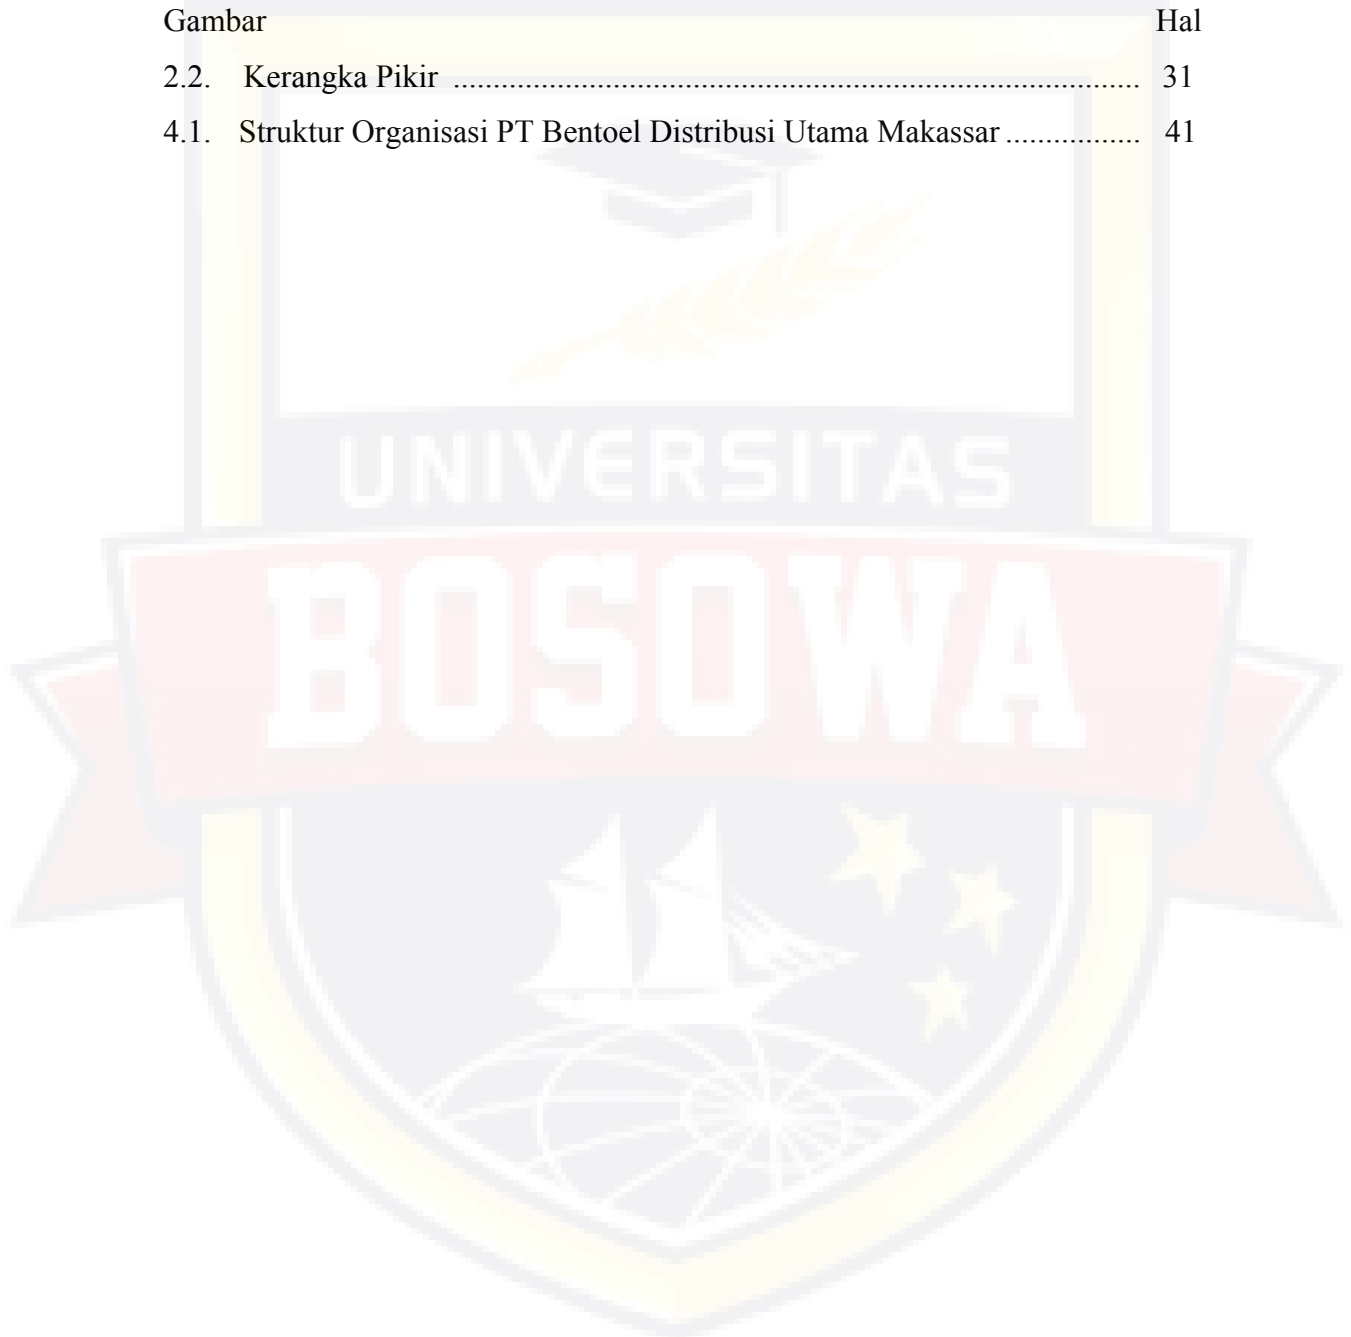 Gambar Hal
2.2. Kerangka Pikir ...................................................................................... 31
4.1. Struktur Organisasi PT Bentoel Distribusi Utama Makassar ................. 41
UNIVERSITAS
BOSOWA